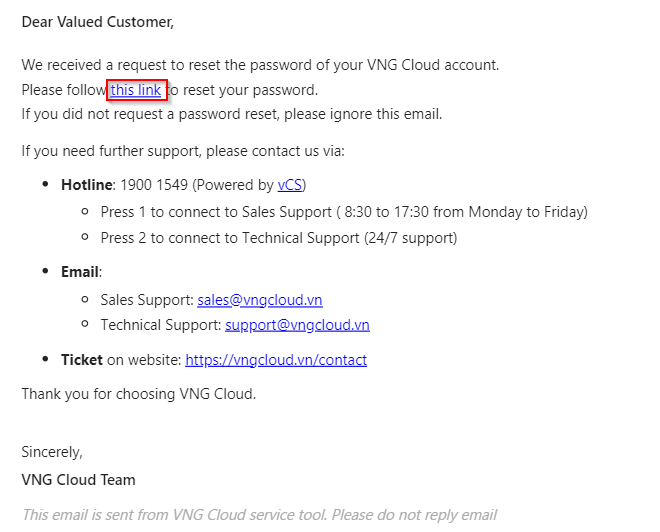 Dear Valued Customer,
We received a request to reset the password of your VNG Cloud account.
Please follow this link to reset your password.
If you did not request a password reset, please ignore this email.
If you need further support, please contact us via:
• Hotline: 1900 1549 (Powered by vCS)
○ Press 1 to connect to Sales Support ( 8:30 to 17:30 from Monday to Friday)
○ Press 2 to connect to Technical Support (24/7 support)
• Email:
○ Sales Support: sales@vngcloud.vn
○ Technical Support: support@vngcloud.vn
• Ticket on website: https://vngcloud.vn/contact
Thank you for choosing VNG Cloud.
Sincerely,
VNG Cloud Team
This email is sent from VNG Cloud service tool. Please do not reply email